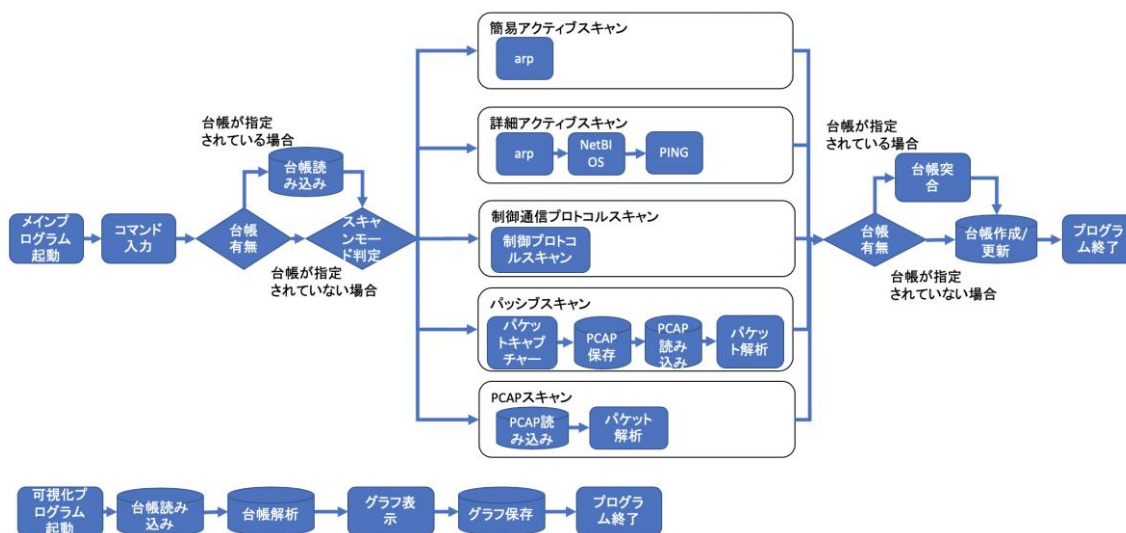 簡易アクティブスキャン
arp
詳細アクティブスキャン
arp
NetBI
OS
PING
制御通信プロトコルスキャン
制御プロトコ
ルスキャン
パッシブスキャン
パケッ
トキャプ
チャー
PCAP
保存
PCAP
読み
込み
パケッ
ト解析
PCAPスキャン
PCAP読
み込み
パケット
解析
メインプ
ログラム
起動
コマンド
入力
台帳
有無
台帳が指定
されている場合
台帳読
み込み
スキャ
ンモー
ド判定
台帳が指定
されていない場合
台帳
有無
台帳が指定
されている場合
台帳突
合
台帳作成/
更新
台帳が指定
されていない場合
プログラ
ム終了
可視化プ
ログラム
起動
台帳読み
込み
台帳解析
グラフ表
示
グラフ保存
プログラ
ム終了